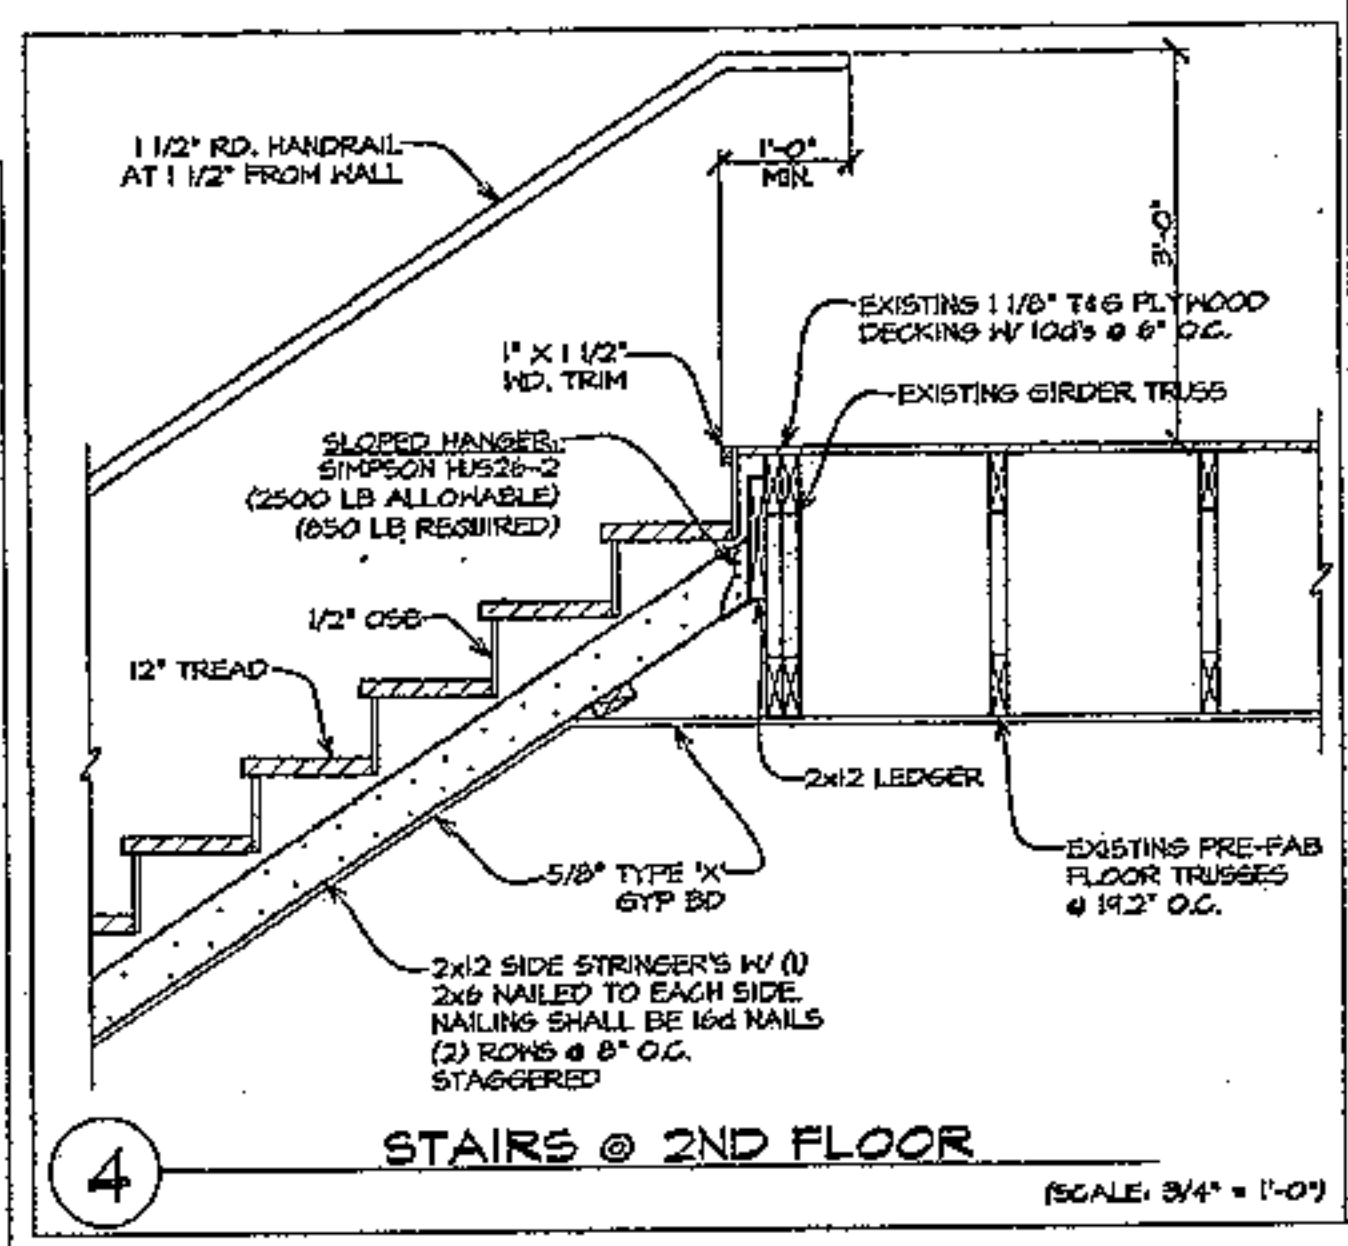 1 1/2" RD. HANDRAIL
AT 1 1/2" FROM WALL
1'-0"
MIN.
3'-0"
EXISTING 1 1/8" T&G PLYWOOD
DECKING W/ 10d's @ 6" O.C.
1" X 1 1/2"
WD. TRIM
EXISTING GIRDER TRUSS
SLOPED HANGER:
SIMPSON HUS26-2
(2500 LB ALLOWABLE)
(850 LB REQUIRED)
1/2" OSB
12" TREAD
2x12 LEDGER
5/8" TYPE 'X'
GYP BD
EXISTING PRE-FAB
FLOOR TRUSSES
@ 19.2" O.C.
2x12 SIDE STRINGER'S W/ (1)
2x6 NAILED TO EACH SIDE.
NAILING SHALL BE 16d NAILS
(2) ROWS @ 8" O.C.
STAGGERED
4
STAIRS @ 2ND FLOOR
(SCALE: 3/4" = 1'-0")